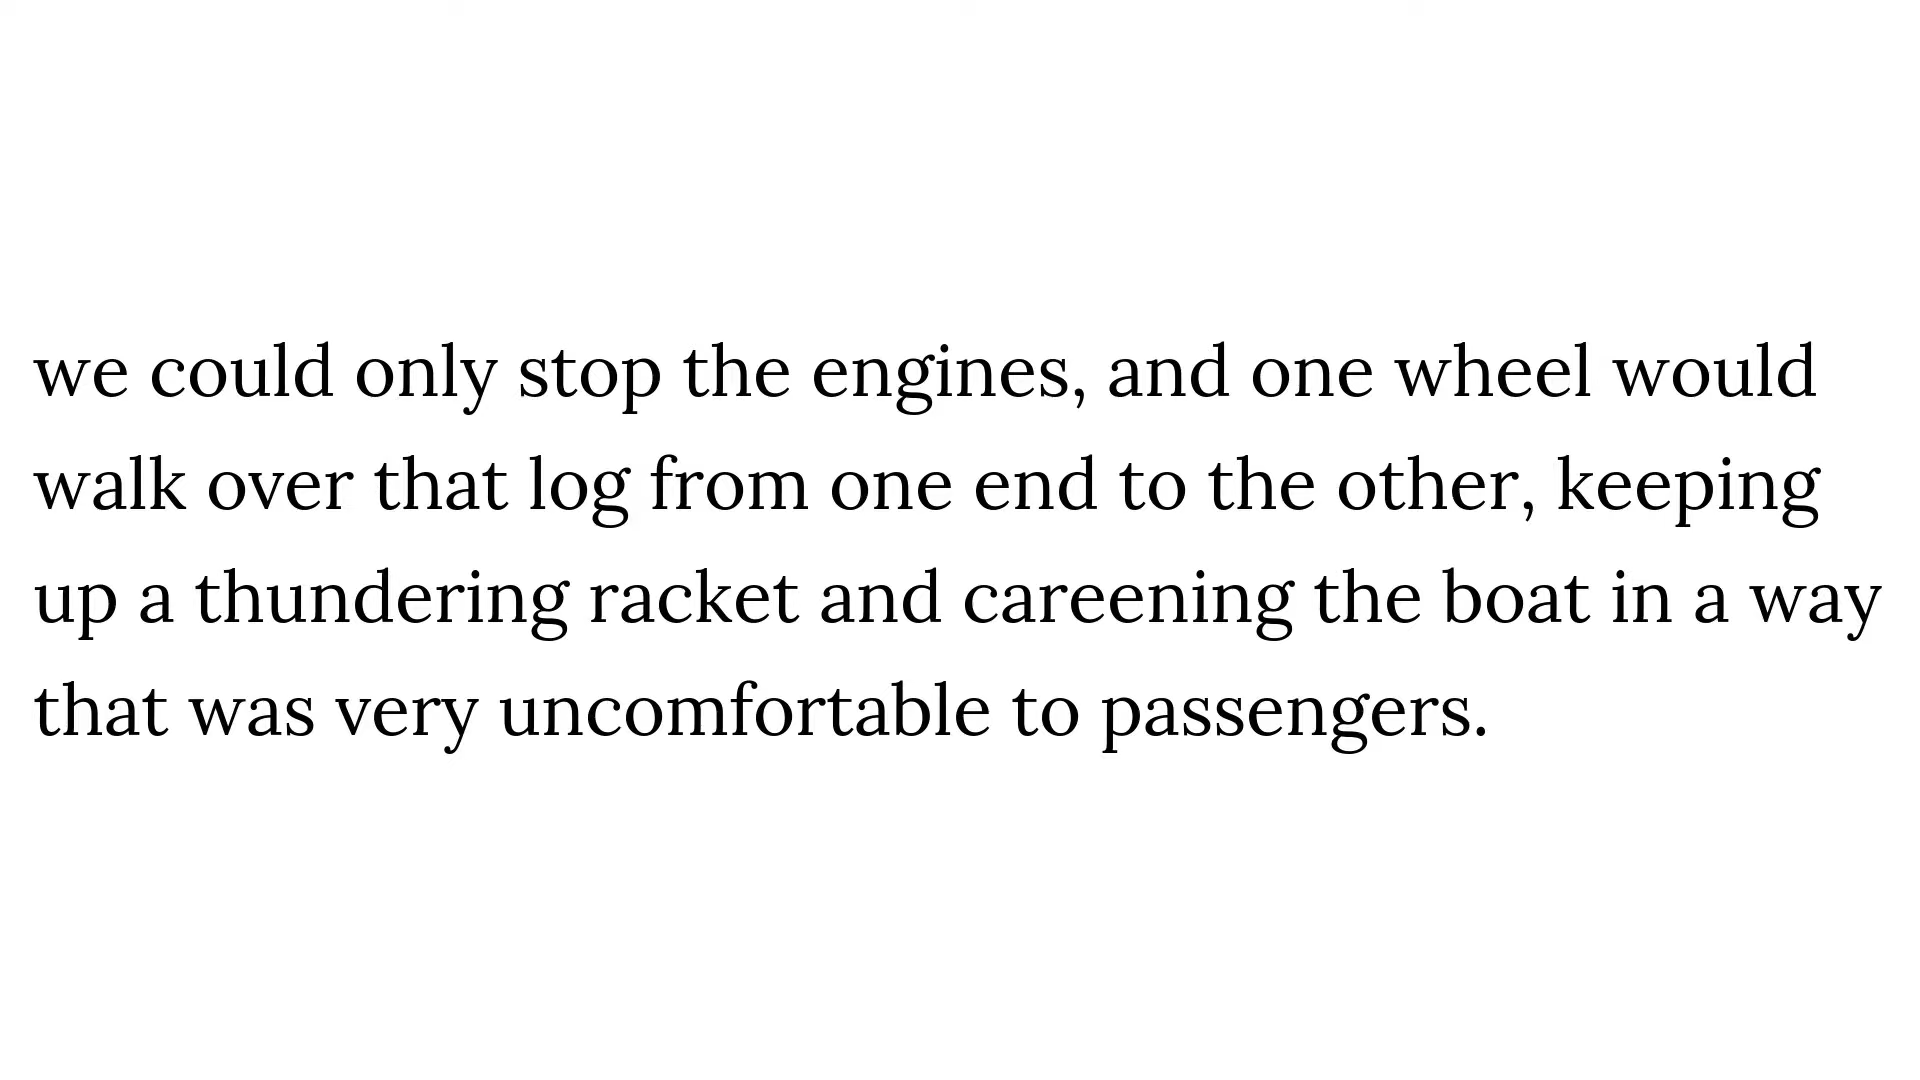 we could only stop the engines, and one wheel would
walk over that log from one end to the other, keeping
up a thundering racket and careening the boat in a way
that was very uncomfortable to passengers.